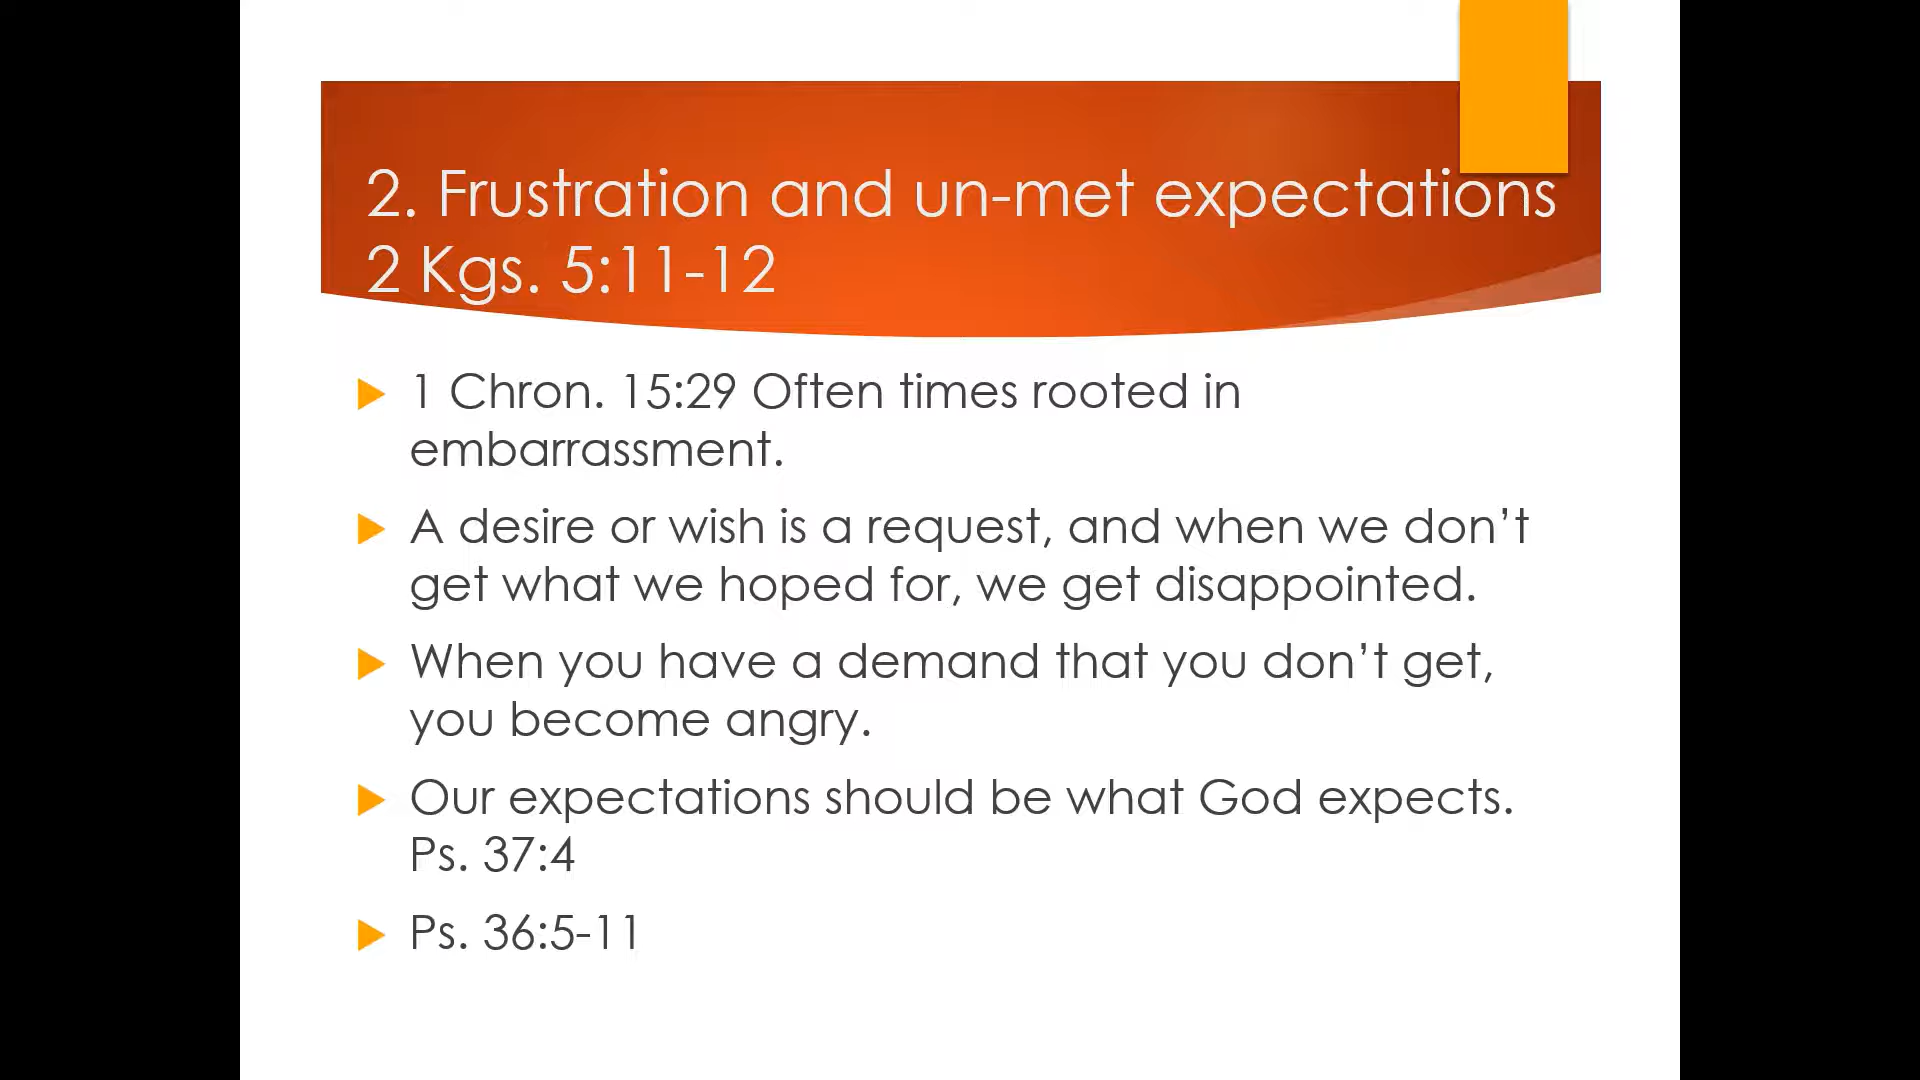 2. Frustration and un-met expectations
2 Kgs. 5:11-12
1 Chron. 15:29 Often times rooted in
embarrassment.
A desire or wish is a request, and when we don’t
get what we hoped for, we get disappointed.
When you have a demand that you don’t get,
you become angry.
Our expectations should be what God expects.
Ps. 37:4
Ps. 36:5-11